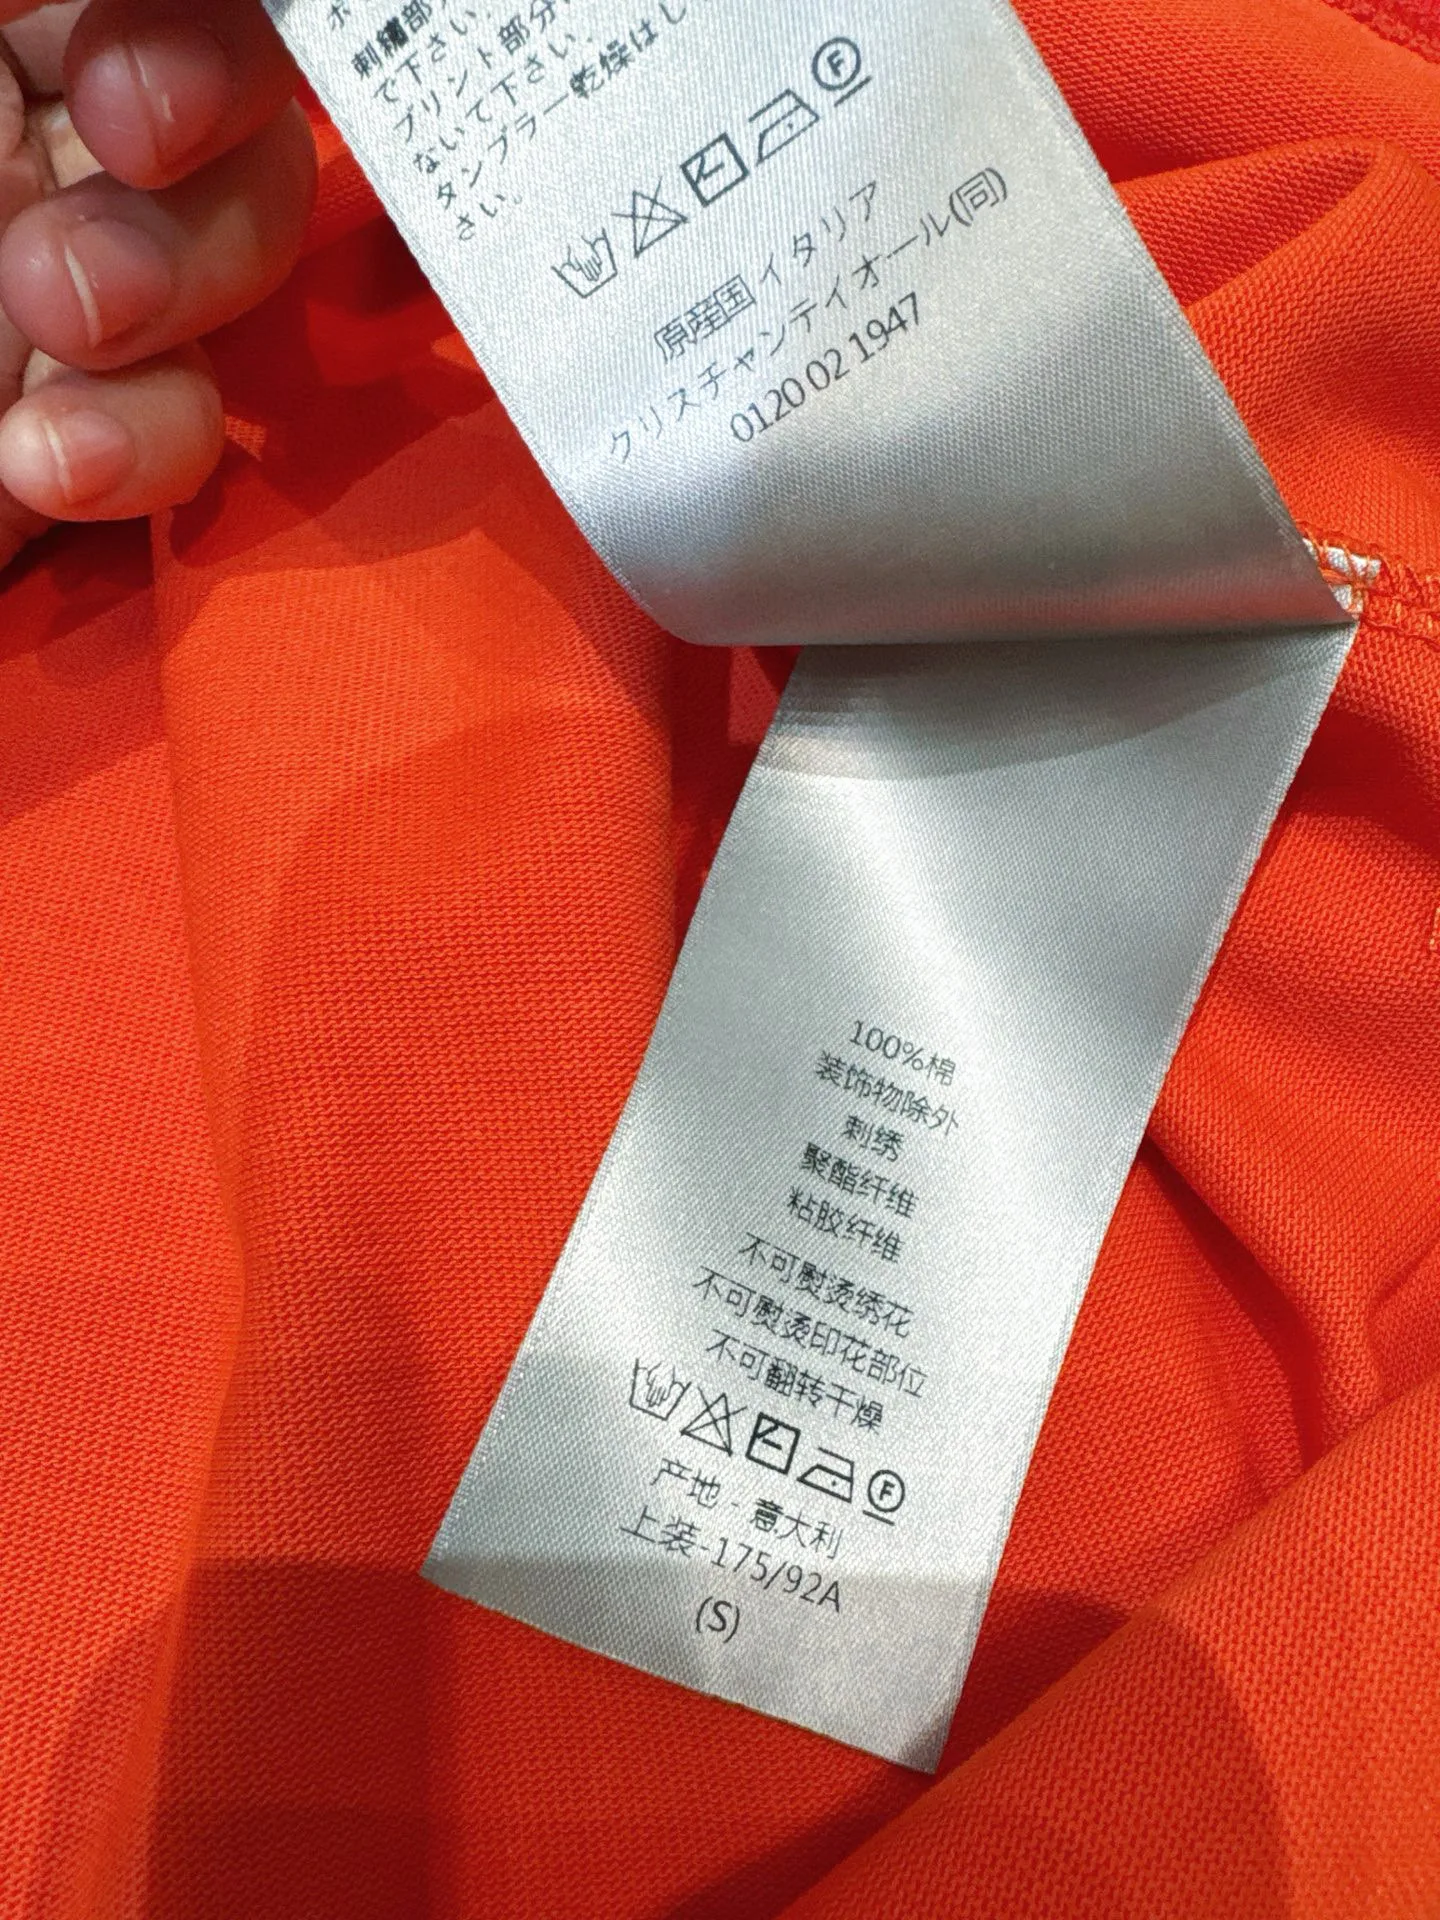 刺繍部
で下さい。
プリント部分
ないで下さい。
タンブラー乾燥はし
さい。
F
原産国 イタリア
クリスチャンディオール(同)
0120 02 1947
100%棉
装饰物除外
刺绣
聚酯纤维
粘胶纤维
不可熨烫绣花
不可熨烫印花部位
不可翻转干燥
F
产地 - 意大利
上装-175/92A
(S)